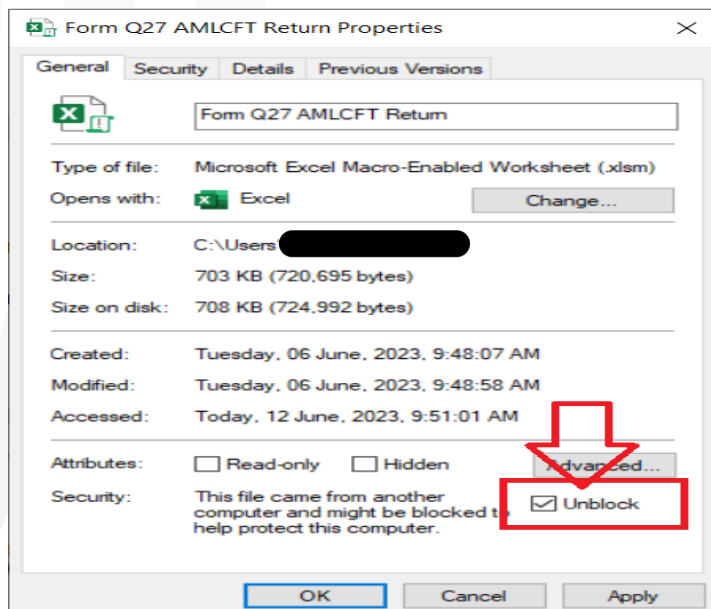 Form Q27 AMLCFT Return Properties
General Security Details Previous Versions
Form Q27 AMLCFT Return
Type of file: Microsoft Excel Macro-Enabled Worksheet (.xlsm)
Opens with: Excel Change...
Location: C:\Users
Size: 703 KB (720,695 bytes)
Size on disk: 708 KB (724,992 bytes)
Created: Tuesday, 06 June, 2023, 9:48:07 AM
Modified: Tuesday, 06 June, 2023, 9:48:58 AM
Accessed: Today, 12 June, 2023, 9:51:01 AM
Attributes: Read-only Hidden Advanced...
Security: This file came from another
computer and might be blocked to Unblock
help protect this computer.
OK Cancel Apply